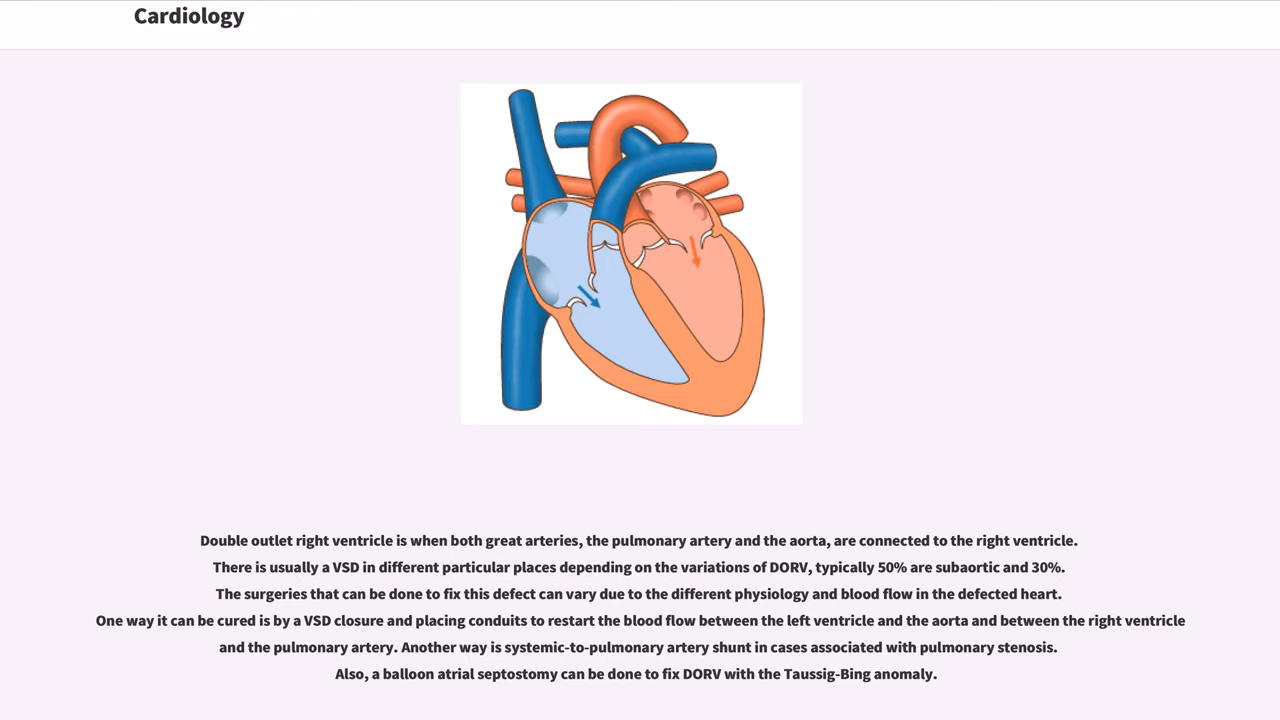 Cardiology
Double outlet right ventricle is when both great arteries, the pulmonary artery and the aorta, are connected to the right ventricle.
There is usually a VSD in different particular places depending on the variations of DORV, typically 50% are subaortic and 30%.
The surgeries that can be done to fix this defect can vary due to the different physiology and blood flow in the defected heart.
One way it can be cured is by a VSD closure and placing conduits to restart the blood flow between the left ventricle and the aorta and between the right ventricle
and the pulmonary artery. Another way is systemic-to-pulmonary artery shunt in cases associated with pulmonary stenosis.
Also, a balloon atrial septostomy can be done to fix DORV with the Taussig-Bing anomaly.